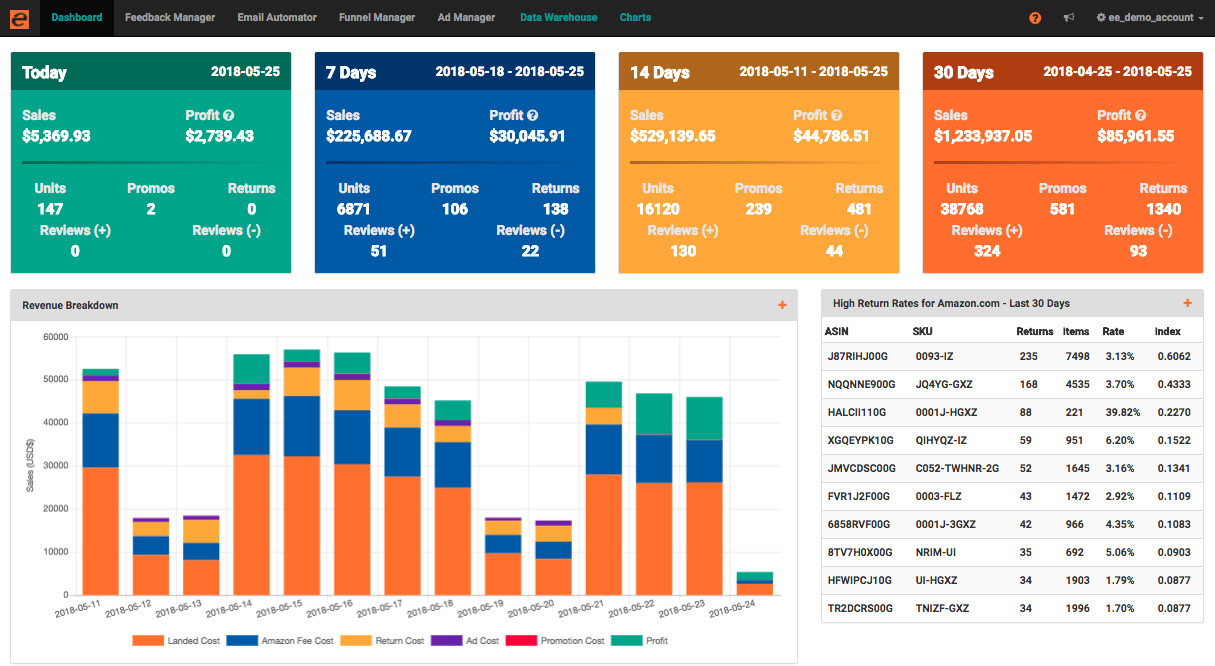 e Dashboard Feedback Manager Email Automator Funnel Manager Ad Manager Data Warehouse Charts ? ee_demo_account
Today 2018-05-25
Sales Profit ?
$5,369.93 $2,739.43
Units Promos Returns
147 2 0
Reviews (+) Reviews (-)
0 0
7 Days 2018-05-18 - 2018-05-25
Sales Profit ?
$225,688.67 $30,045.91
Units Promos Returns
6871 106 138
Reviews (+) Reviews (-)
51 22
14 Days 2018-05-11 - 2018-05-25
Sales Profit ?
$529,139.65 $44,786.51
Units Promos Returns
16120 239 481
Reviews (+) Reviews (-)
130 44
30 Days 2018-04-25 - 2018-05-25
Sales Profit ?
$1,233,937.05 $85,961.55
Units Promos Returns
38768 581 1340
Reviews (+) Reviews (-)
324 93
Revenue Breakdown +
60000
50000
40000
30000
20000
10000
0
Sales (USD$)
2018-05-11 2018-05-12 2018-05-13 2018-05-14 2018-05-15 2018-05-16 2018-05-17 2018-05-18 2018-05-19 2018-05-20 2018-05-21 2018-05-22 2018-05-23 2018-05-24
Landed Cost Amazon Fee Cost Return Cost Ad Cost Promotion Cost Profit
High Return Rates for Amazon.com - Last 30 Days +
ASIN SKU Returns Items Rate Index
J87RIHJ00G 0093-IZ 235 7498 3.13% 0.6062
NQQNNE900G JQ4YG-GXZ 168 4535 3.70% 0.4333
HALCII110G 0001J-HGXZ 88 221 39.82% 0.2270
XGQEYPK10G QIHYQZ-IZ 59 951 6.20% 0.1522
JMVCDSC00G C052-TWHNR-2G 52 1645 3.16% 0.1341
FVR1J2F00G 0003-FLZ 43 1472 2.92% 0.1109
6858RVF00G 0001J-3GXZ 42 966 4.35% 0.1083
8TV7H0X00G NRIM-UI 35 692 5.06% 0.0903
HFWIPCJ10G UI-HGXZ 34 1903 1.79% 0.0877
TR2DCRS00G TNIZF-GXZ 34 1996 1.70% 0.0877